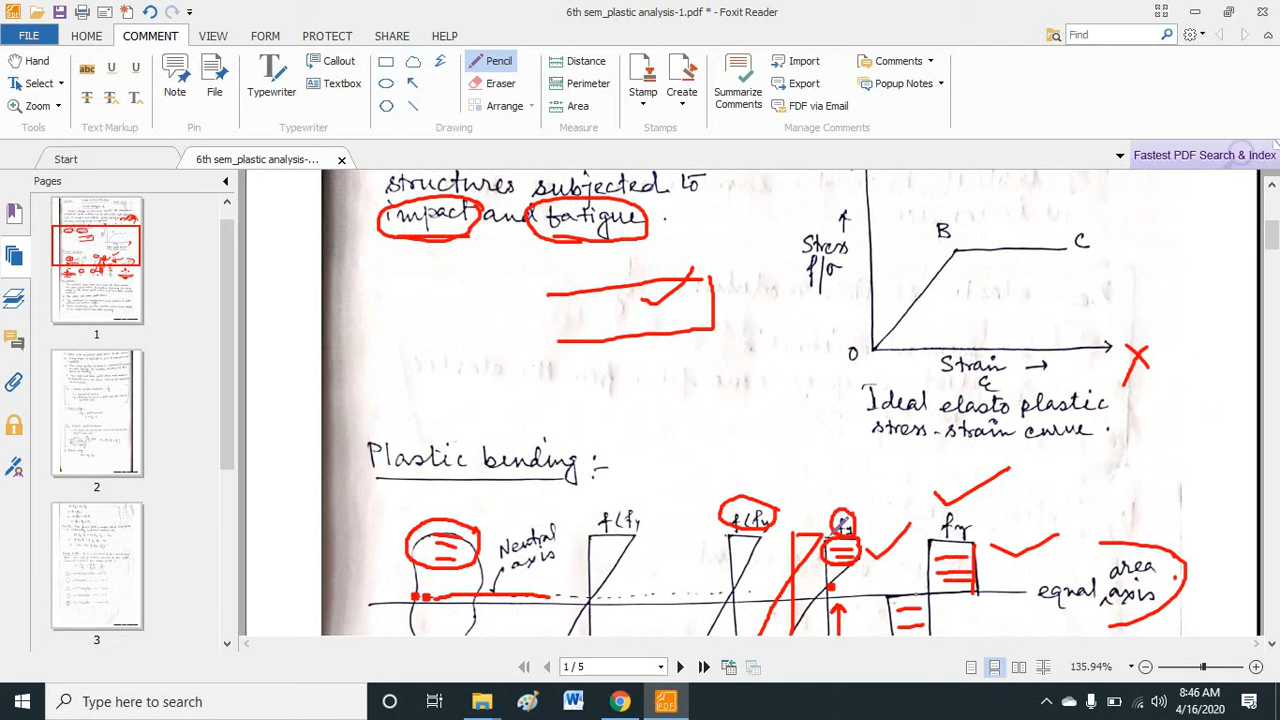 6th sem_plastic analysis-1.pdf * - Foxit Reader
FILE HOME COMMENT VIEW FORM PROTECT SHARE HELP
Find
Hand
Select
Zoom
Tools
Text Markup
Note
File
Pin
Typewriter
Callout
Textbox
Typewriter
Pencil
Eraser
Arrange
Drawing
Distance
Perimeter
Area
Measure
Stamp
Create
Stamps
Summarize
Comments
Import
Export
FDF via Email
Comments
Popup Notes
Manage Comments
Start
6th sem_plastic analysis-...
Fastest PDF Search & Index
Pages
1
2
3
structures subjected to
impact and fatigue.
Stress
f/σ
B
C
O
Strain →
ε
X
Ideal elasto plastic
stress-strain curve.
Plastic bending :-
Neutral
axis
f<fy
fy
equal area
axis
1 / 5
135.94%
Type here to search
8:46 AM
4/16/2020